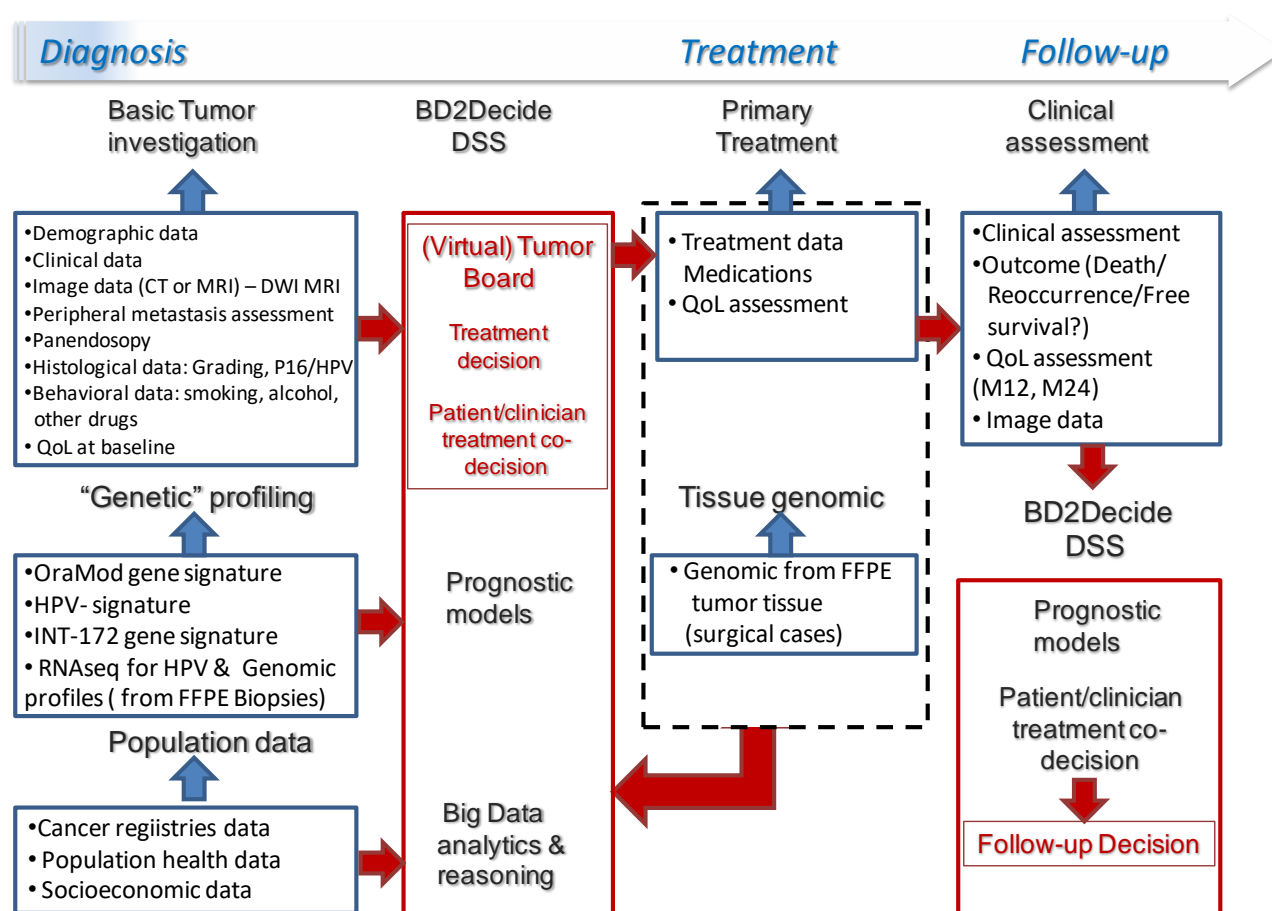 Diagnosis
Treatment
Follow-up
Basic Tumor
investigation
•Demographic data
•Clinical data
•Image data (CT or MRI) – DWI MRI
•Peripheral metastasis assessment
•Panendosopy
•Histological data: Grading, P16/HPV
•Behavioral data: smoking, alcohol,
other drugs
• QoL at baseline
"Genetic" profiling
•OraMod gene signature
•HPV- signature
•INT-172 gene signature
• RNAseq for HPV & Genomic
profiles ( from FFPE Biopsies)
Population data
•Cancer regiistries data
• Population health data
• Socioeconomic data
BD2Decide
DSS
(Virtual) Tumor
Board
Treatment
decision
Patient/clinician
treatment co-
decision
Prognostic
models
Big Data
analytics &
reasoning
Primary
Treatment
• Treatment data
Medications
• QoL assessment
Tissue genomic
• Genomic from FFPE
tumor tissue
(surgical cases)
Clinical
assessment
•Clinical assessment
•Outcome (Death/
Reoccurrence/Free
survival?)
• QoL assessment
(M12, M24)
• Image data
BD2Decide
DSS
Prognostic
models
Patient/clinician
treatment co-
decision
Follow-up Decision